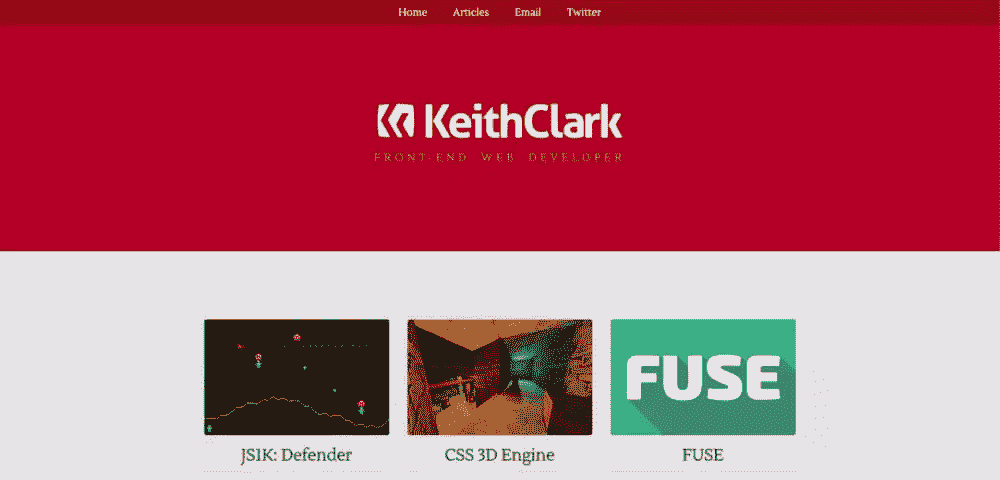 Home Articles Email Twitter
KeithClark
FRONT-END WEB DEVELOPER
FUSE
JS1K: Defender CSS 3D Engine FUSE